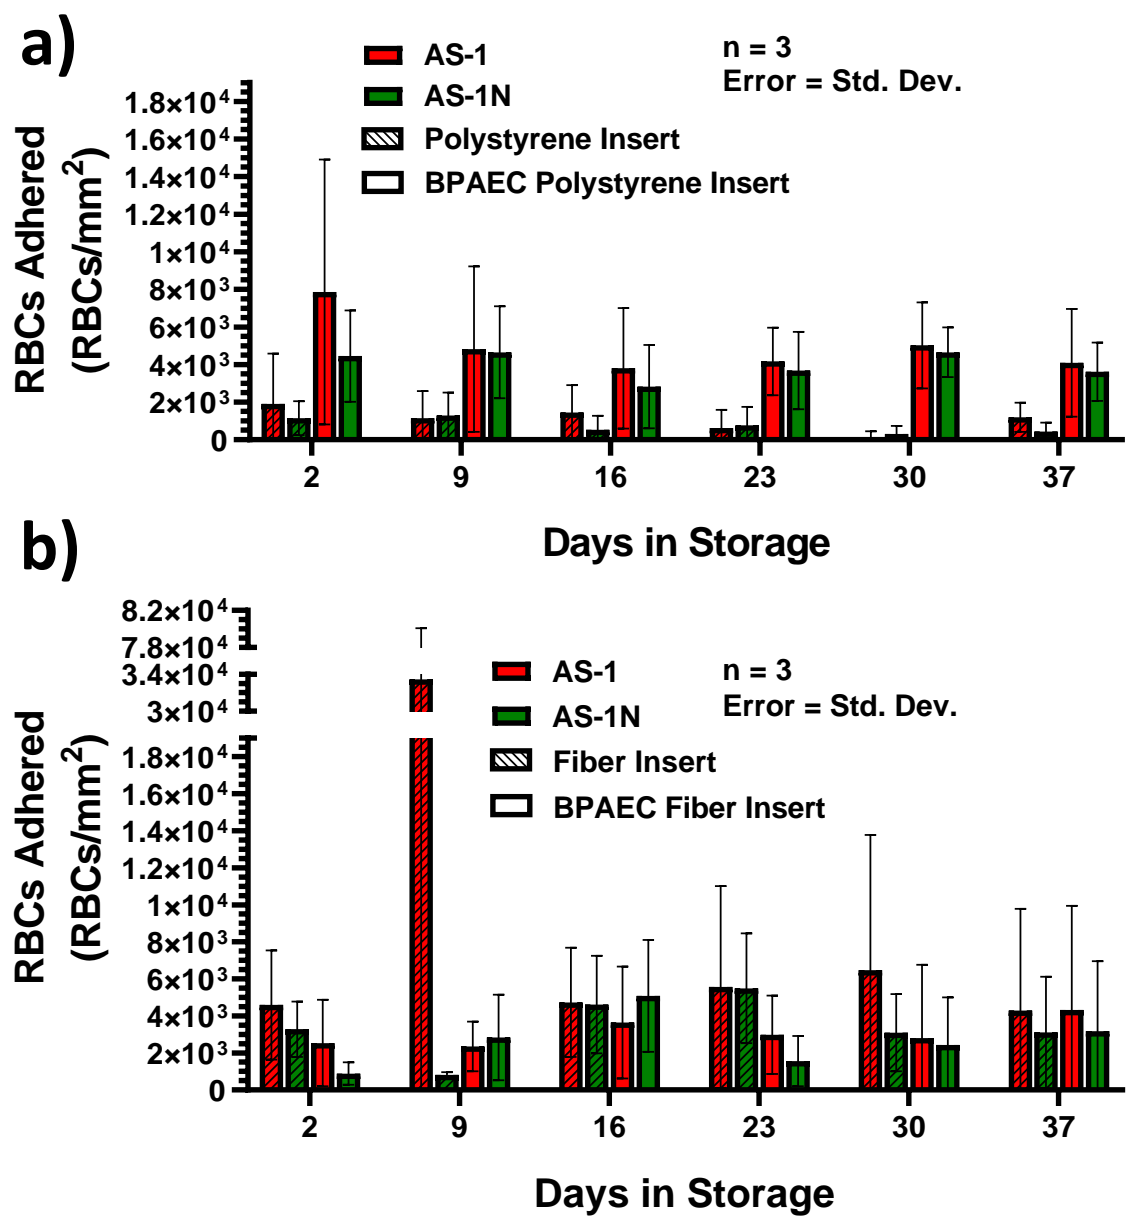 a)
AS-1
AS-1N
Polystyrene Insert
BPAEC Polystyrene Insert
n = 3
Error = Std. Dev.
RBCs Adhered
(RBCs/mm²)
1.8×10⁴
1.6×10⁴
1.4×10⁴
1.2×10⁴
1×10⁴
8×10³
6×10³
4×10³
2×10³
0
2 9 16 23 30 37
Days in Storage
b)
AS-1
AS-1N
Fiber Insert
BPAEC Fiber Insert
n = 3
Error = Std. Dev.
RBCs Adhered
(RBCs/mm²)
8.2×10⁴
7.8×10⁴
3.4×10⁴
3×10⁴
1.8×10⁴
1.6×10⁴
1.4×10⁴
1.2×10⁴
1×10⁴
8×10³
6×10³
4×10³
2×10³
0
2 9 16 23 30 37
Days in Storage